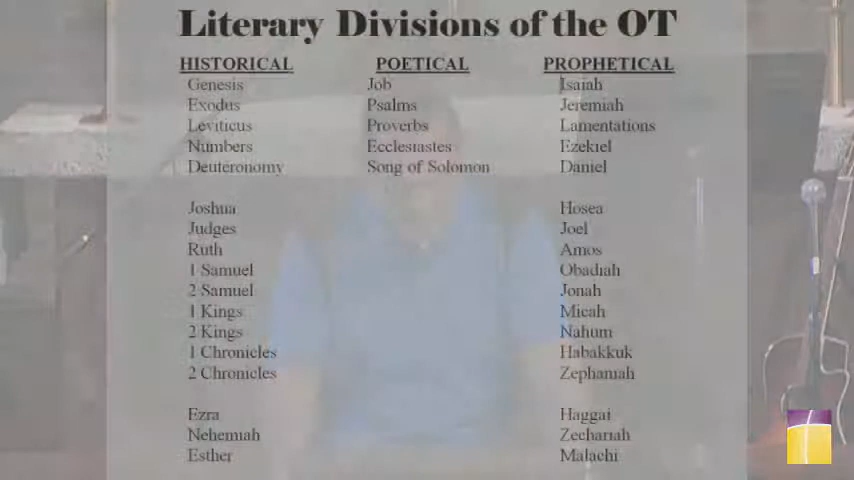 Literary Divisions of the OT
HISTORICAL POETICAL PROPHETICAL
Genesis Job Isaiah
Exodus Psalms Jeremiah
Leviticus Proverbs Lamentations
Numbers Ecclesiastes Ezekiel
Deuteronomy Song of Solomon Daniel
Joshua Hosea
Judges Joel
Ruth Amos
1 Samuel Obadiah
2 Samuel Jonah
1 Kings Micah
2 Kings Nahum
1 Chronicles Habakkuk
2 Chronicles Zephaniah
Ezra Haggai
Nehemiah Zechariah
Esther Malachi